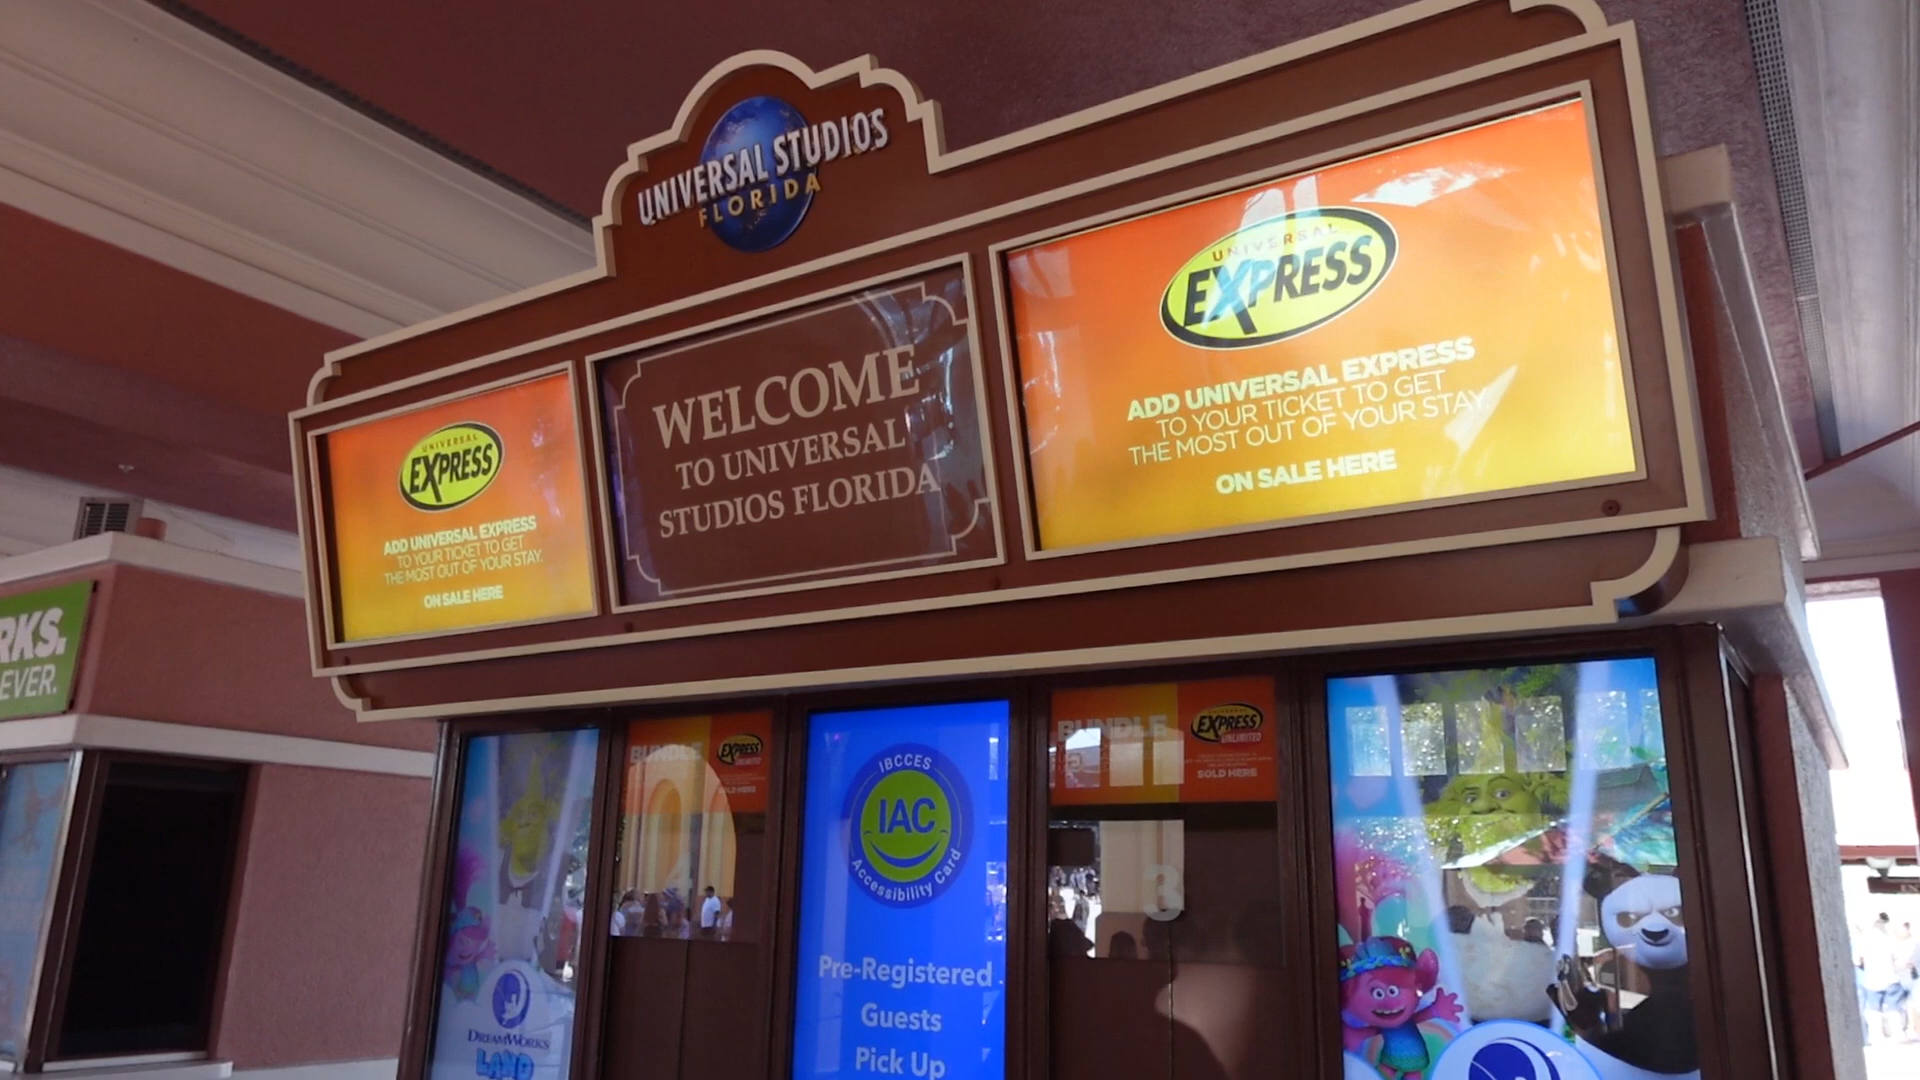 UNIVERSAL STUDIOS
FLORIDA
UNIVERSAL
EXPRESS
ADD UNIVERSAL EXPRESS
TO YOUR TICKET TO GET
THE MOST OUT OF YOUR STAY.
ON SALE HERE
WELCOME
TO UNIVERSAL
STUDIOS FLORIDA
UNIVERSAL
EXPRESS
ADD UNIVERSAL EXPRESS
TO YOUR TICKET TO GET
THE MOST OUT OF YOUR STAY.
ON SALE HERE
RKS.
EVER.
DREAMWORKS
LAND
BUNDLE
EXPRESS
UNLIMITED
SOLD HERE
4
IBCCES
IAC
Accessibility Card
Pre-Registered
Guests
Pick Up
BUNDLE
EXPRESS
UNLIMITED
SOLD HERE
3